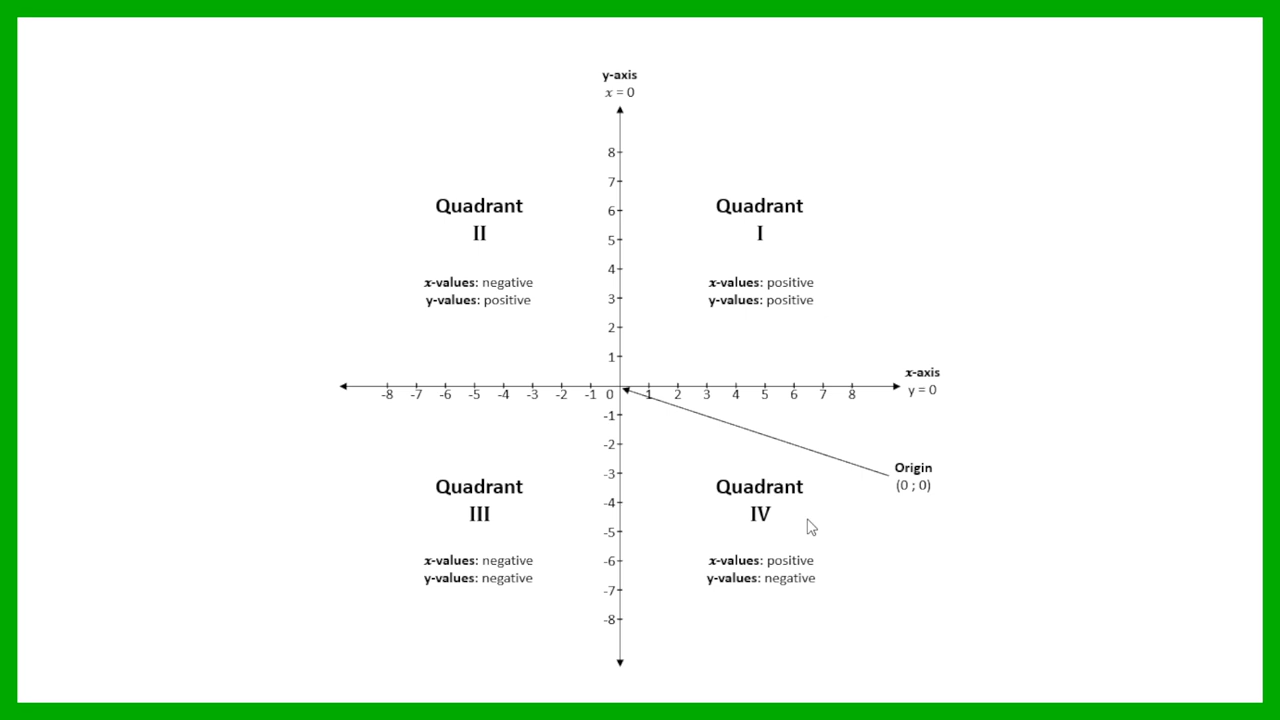 y-axis
x = 0
8
7
Quadrant
II
Quadrant
I
6
5
4
x-values: negative
y-values: positive
x-values: positive
y-values: positive
3
2
1
x-axis
y = 0
-8 -7 -6 -5 -4 -3 -2 -1 0 1 2 3 4 5 6 7 8
-1
-2
-3
Origin
(0 ; 0)
Quadrant
III
Quadrant
IV
-4
-5
-6
x-values: negative
y-values: negative
x-values: positive
y-values: negative
-7
-8